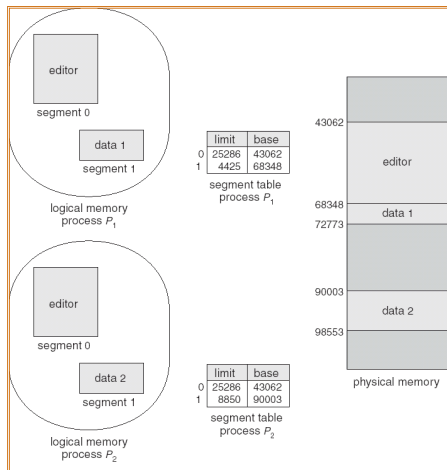 editor
segment 0
data 1
segment 1
logical memory
process P1
limit base
0 25286 43062
1 4425 68348
segment table
process P1
editor
segment 0
data 2
segment 1
logical memory
process P2
limit base
0 25286 43062
1 8850 90003
segment table
process P2
43062
editor
68348
data 1
72773
90003
data 2
98553
physical memory